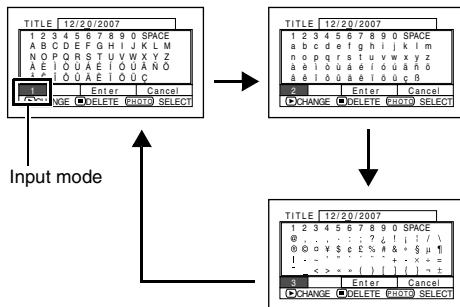 TITLE 12/20/2007
1 2 3 4 5 6 7 8 9 0 SPACE
A B C D E F G H I J K L M
N O P Q R S T U V W X Y Z
À È Ì Ò Ù Á É Í Ó Ú Ã Ñ Õ
Ô Û Ä Ë Ï Ö Ü Ç
1 Enter Cancel
CHANGE DELETE PHOTO SELECT
Input mode
TITLE 12/20/2007
1 2 3 4 5 6 7 8 9 0 SPACE
a b c d e f g h i j k l m
n o p q r s t u v w x y z
à è ì ò ù á é í ó ú ã ñ õ
â ê î ô û ä ë ï ö ü ç ß
2 Enter Cancel
CHANGE DELETE PHOTO SELECT
TITLE 12/20/2007
1 2 3 4 5 6 7 8 9 0 SPACE
@ . , · : ; ? ¿ ! ¡ / \
® © ¤ ¥ $ ¢ £ % # & ° § µ ¶
+ - × ÷ =
_ < > « » ( ) [ ] { } ¬ ±
3 Enter Cancel
CHANGE DELETE PHOTO SELECT